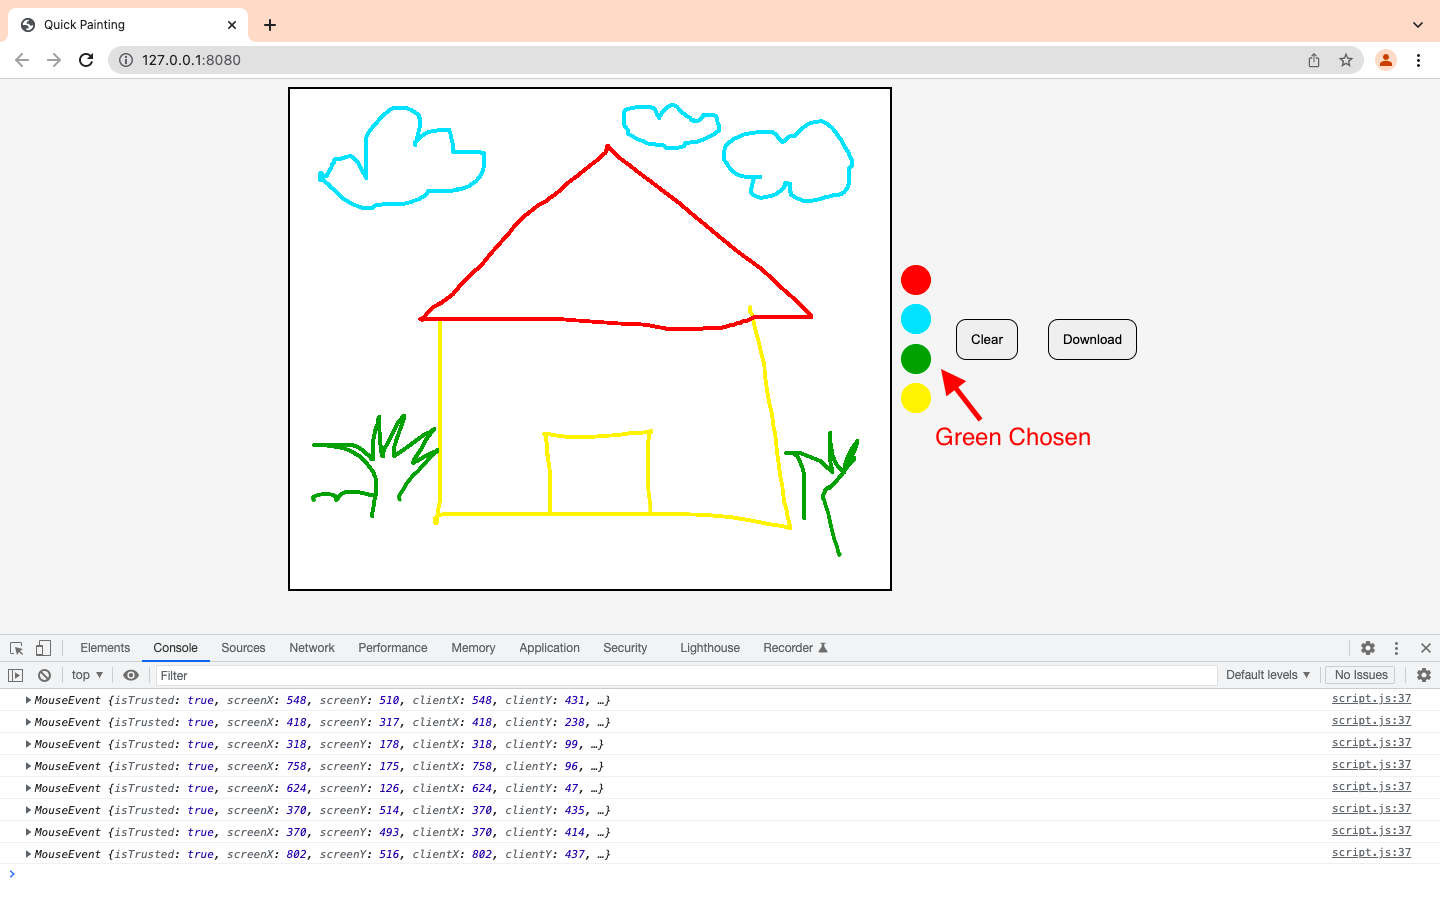 Quick Painting
127.0.0.1:8080
Clear
Download
Green Chosen
Elements Console Sources Network Performance Memory Application Security Lighthouse Recorder
top ▼ Filter Default levels ▼ No Issues
MouseEvent {isTrusted: true, screenX: 548, screenY: 510, clientX: 548, clientY: 431, …} script.js:37
MouseEvent {isTrusted: true, screenX: 418, screenY: 317, clientX: 418, clientY: 238, …} script.js:37
MouseEvent {isTrusted: true, screenX: 318, screenY: 178, clientX: 318, clientY: 99, …} script.js:37
MouseEvent {isTrusted: true, screenX: 758, screenY: 175, clientX: 758, clientY: 96, …} script.js:37
MouseEvent {isTrusted: true, screenX: 624, screenY: 126, clientX: 624, clientY: 47, …} script.js:37
MouseEvent {isTrusted: true, screenX: 370, screenY: 514, clientX: 370, clientY: 435, …} script.js:37
MouseEvent {isTrusted: true, screenX: 370, screenY: 493, clientX: 370, clientY: 414, …} script.js:37
MouseEvent {isTrusted: true, screenX: 802, screenY: 516, clientX: 802, clientY: 437, …} script.js:37